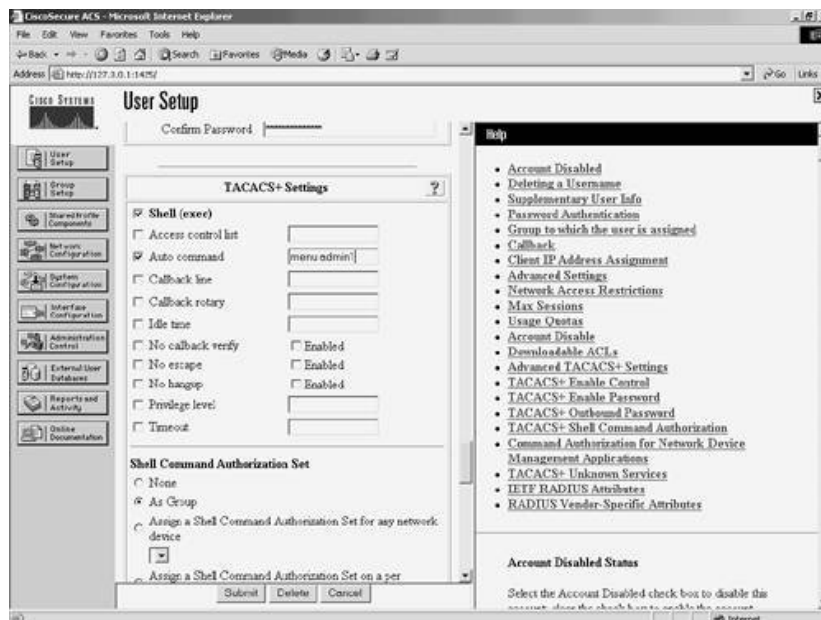 CiscoSecure ACS - Microsoft Internet Explorer
File Edit View Favorites Tools Help
Back Search Favorites Media
Address http://127.0.0.1:1425/ Go Links
CISCO SYSTEMS
User Setup
Group Setup
Shared Profile Components
Network Configuration
System Configuration
Interface Configuration
Administration Control
External User Databases
Reports and Activity
Online Documentation
User Setup
Confirm Password
TACACS+ Settings ?
Shell (exec)
Access control list
Auto command menu admin1
Callback line
Callback rotary
Idle time
No callback verify Enabled
No escape Enabled
No hangup Enabled
Privilege level
Timeout
Shell Command Authorization Set
None
As Group
Assign a Shell Command Authorization Set for any network
device
Assign a Shell Command Authorization Set on a per
Submit Delete Cancel
Help
Account Disabled
Deleting a Username
Supplementary User Info
Password Authentication
Group to which the user is assigned
Callback
Client IP Address Assignment
Advanced Settings
Network Access Restrictions
Max Sessions
Usage Quotas
Account Disable
Downloadable ACLs
Advanced TACACS+ Settings
TACACS+ Enable Control
TACACS+ Enable Password
TACACS+ Outbound Password
TACACS+ Shell Command Authorization
Command Authorization for Network Device
Management Applications
TACACS+ Unknown Services
IETF RADIUS Attributes
RADIUS Vendor-Specific Attributes
Account Disabled Status
Select the Account Disabled check box to disable this
account; clear the check box to enable the account.
Internet